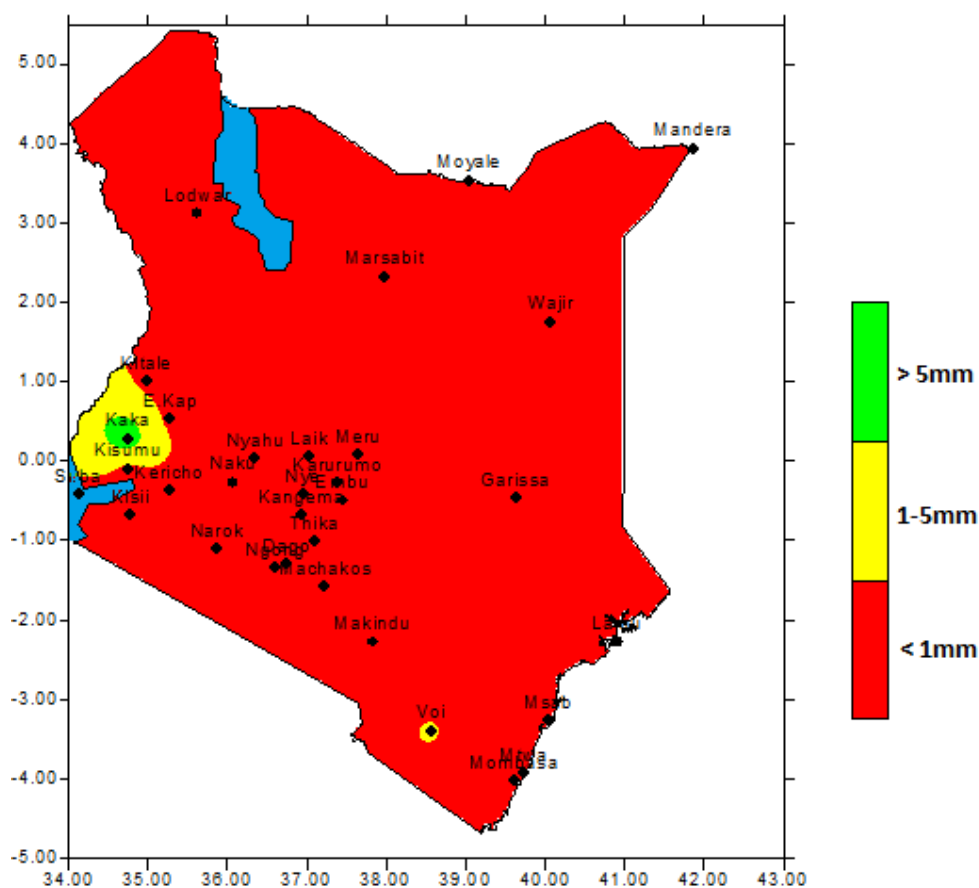 5.00
4.00
3.00
2.00
1.00
0.00
-1.00
-2.00
-3.00
-4.00
-5.00
34.00 35.00 36.00 37.00 38.00 39.00 40.00 41.00 42.00 43.00
Mandera
Moyale
Lodwar
Marsabit
Wajir
Kitale
E Kap
Kaka
Kisumu
Nyahu
Laik
Meru
Karurumo
Kericho
Naku
Nye
Embu
Garissa
Suba
Kisii
Kangema
Thika
Narok
Dago
Ngong
Machakos
Makindu
Lamu
Voi
Msab
Mtwa
Mombasa
> 5mm
1-5mm
< 1mm